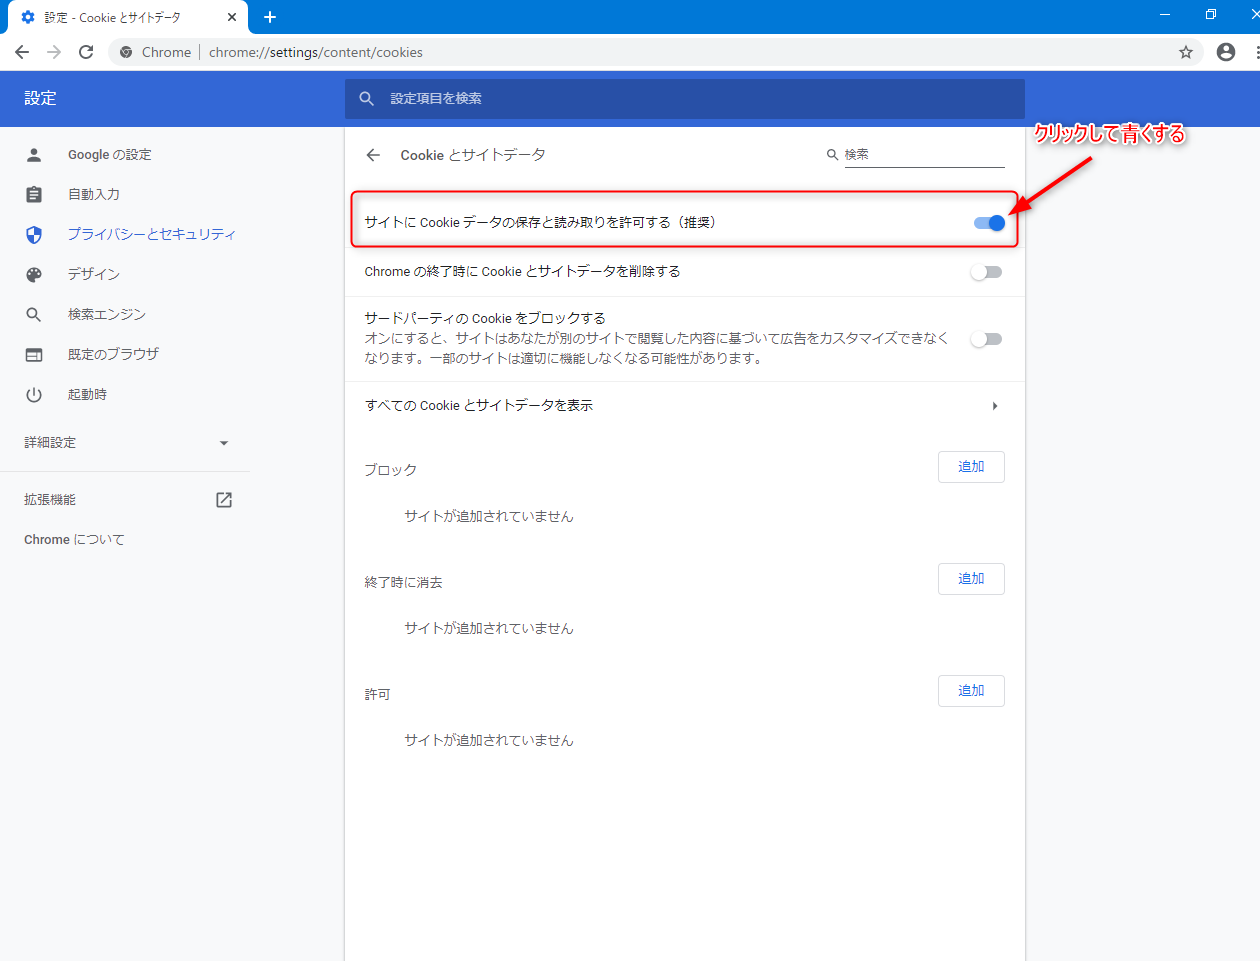 設定 - Cookie とサイトデータ
Chrome chrome://settings/content/cookies
設定
設定項目を検索
クリックして青くする
Google の設定
自動入力
プライバシーとセキュリティ
デザイン
検索エンジン
既定のブラウザ
起動時
詳細設定
拡張機能
Chrome について
Cookie とサイトデータ
検索
サイトに Cookie データの保存と読み取りを許可する（推奨）
Chrome の終了時に Cookie とサイトデータを削除する
サードパーティの Cookie をブロックする
オンにすると、サイトはあなたが別のサイトで閲覧した内容に基づいて広告をカスタマイズできなく
なります。一部のサイトは適切に機能しなくなる可能性があります。
すべての Cookie とサイトデータを表示
ブロック
追加
サイトが追加されていません
終了時に消去
追加
サイトが追加されていません
許可
追加
サイトが追加されていません